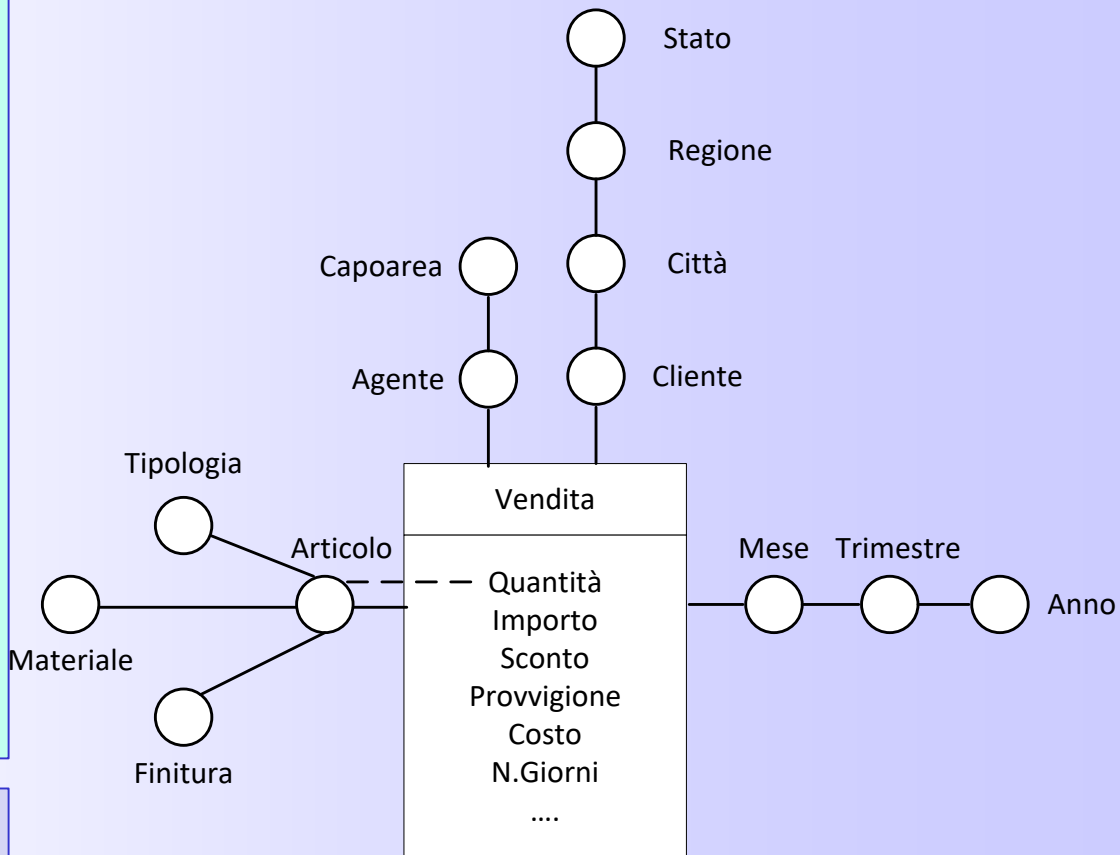 Stato
Regione
Capoarea
Città
Agente
Cliente
Tipologia
Vendita
Articolo
Mese
Trimestre
Quantità
Importo
Anno
Sconto
Materiale
Provvigione
Costo
Finitura
N.Giorni
....